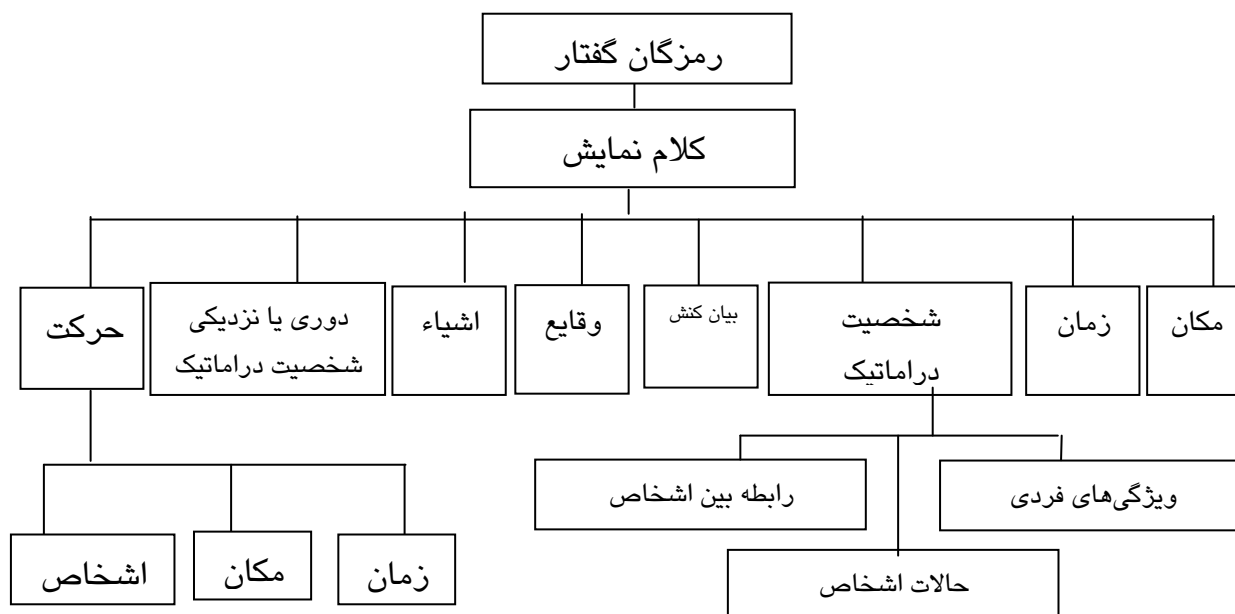 رمزگان گفتار
کلام نمایش
مکان
زمان
شخصیت
دراماتیک
بیان کنش
وقایع
اشیاء
دوری یا نزدیکی
شخصیت دراماتیک
حرکت
ویژگی‌های فردی
رابطه بین اشخاص
حالات اشخاص
زمان
مکان
اشخاص